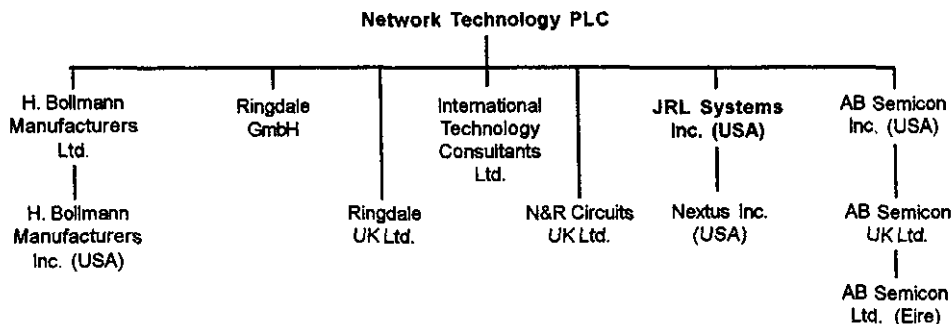 Network Technology PLC
H. Bollmann
Manufacturers
Ltd.
Ringdale
GmbH
International
Technology
Consultants
Ltd.
JRL Systems
Inc. (USA)
AB Semicon
Inc. (USA)
H. Bollmann
Manufacturers
Inc. (USA)
Ringdale
UK Ltd.
N&R Circuits
UK Ltd.
Nextus Inc.
(USA)
AB Semicon
UK Ltd.
AB Semicon
Ltd. (Eire)